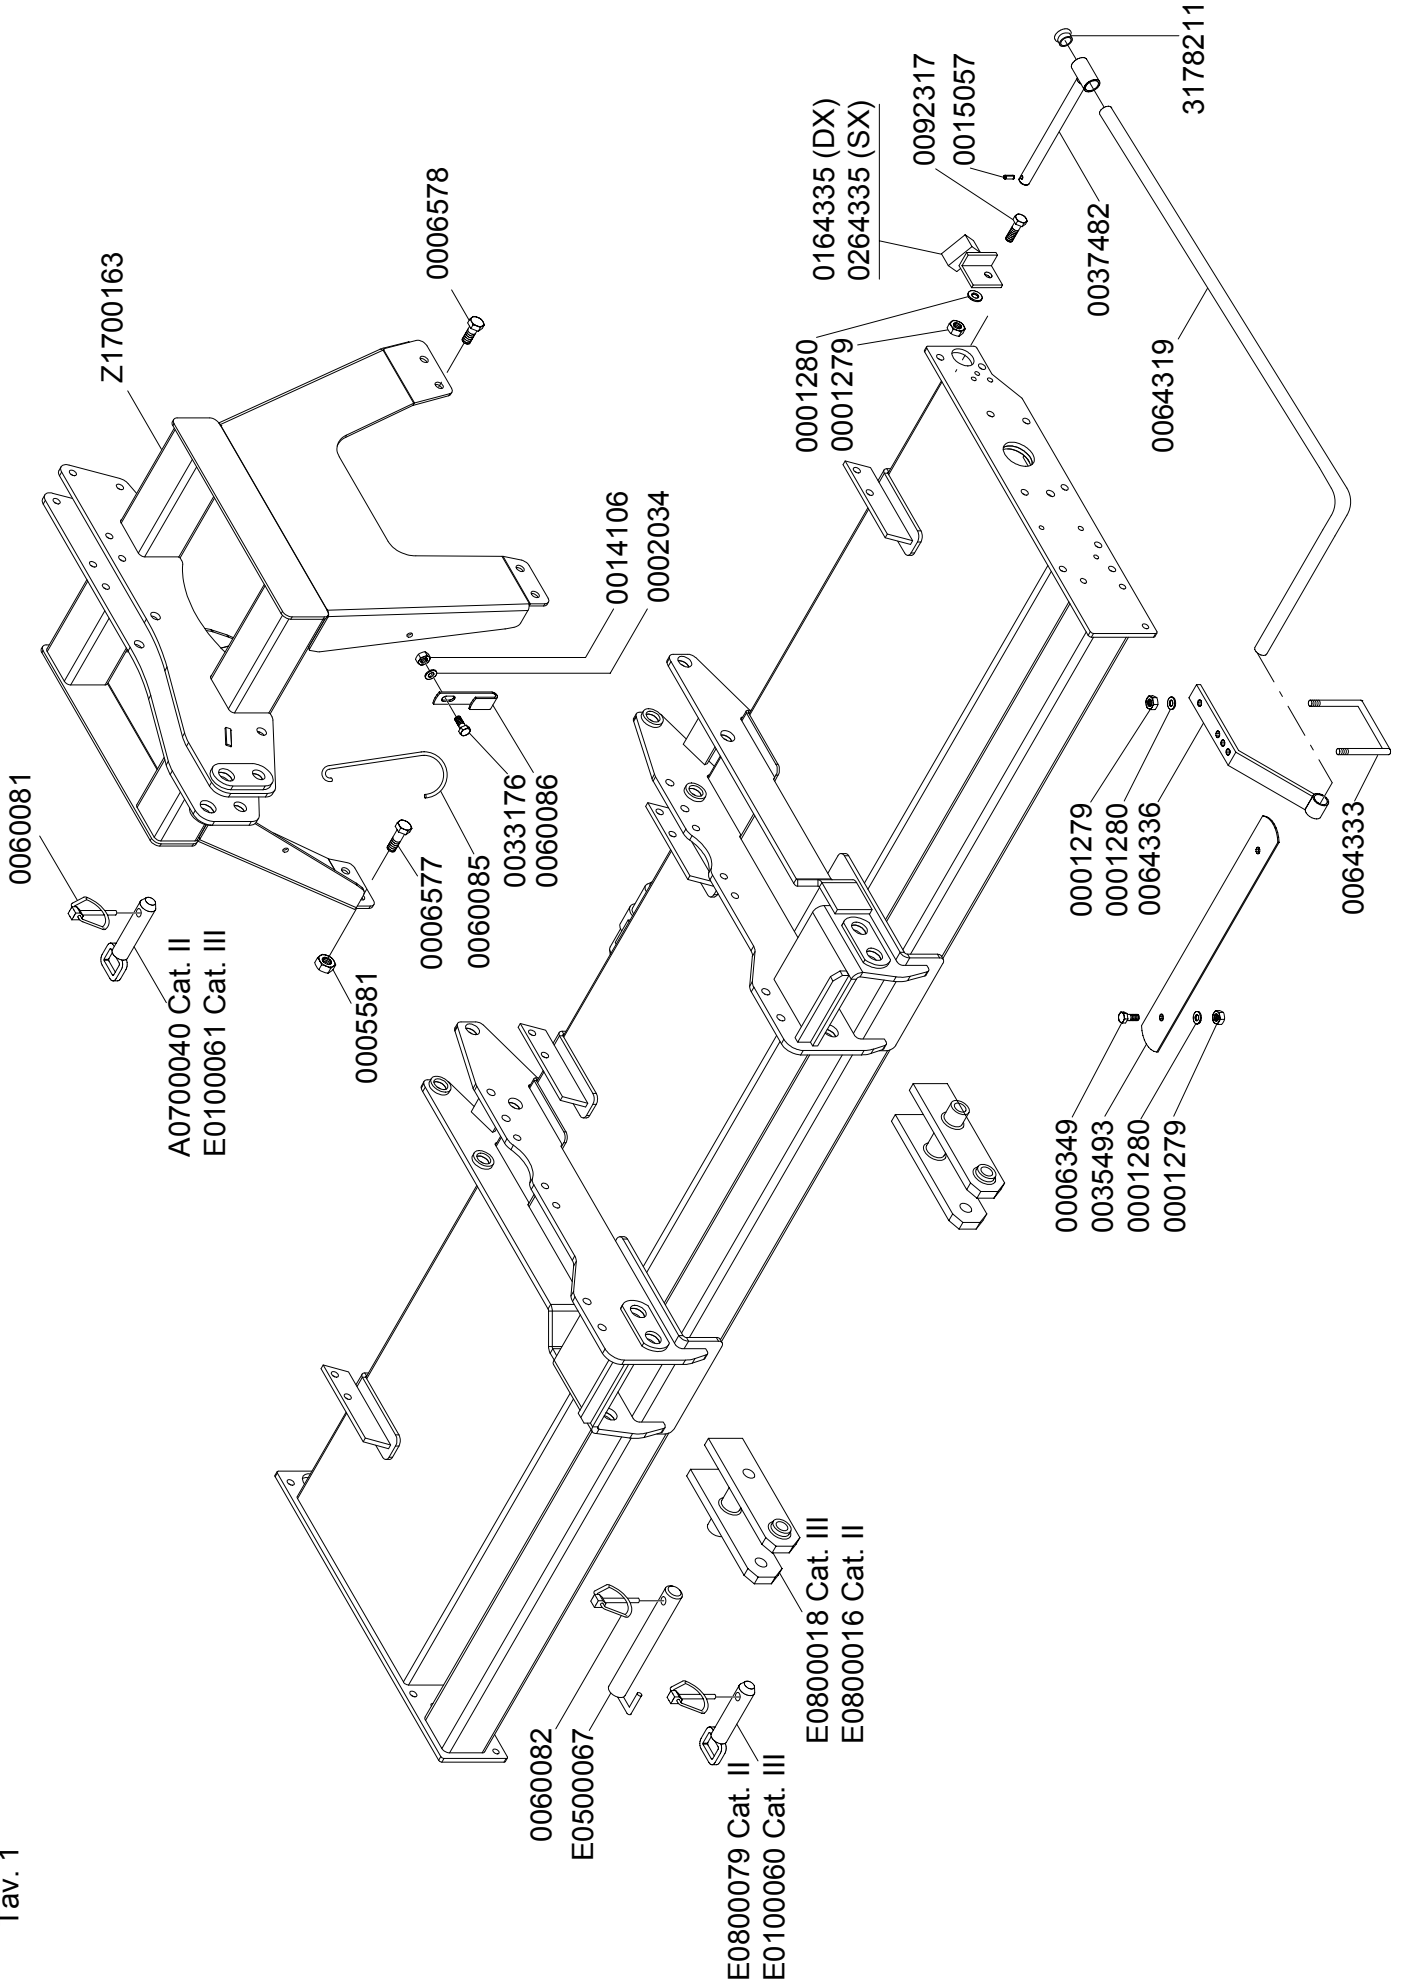 Tav. 1
0060081
A0700040 Cat. II
E0100061 Cat. III
Z1700163
0006578
0005581
0006577
0060085
0033176
0060086
0014106
0002034
0164335 (DX)
0264335 (SX)
0092317
0015057
0001280
0001279
0037482
0064319
3178211
0001279
0001280
0064336
0064333
0006349
0035493
0001280
0001279
0060082
E0500067
E0800079 Cat. II
E0100060 Cat. III
E0800018 Cat. III
E0800016 Cat. II